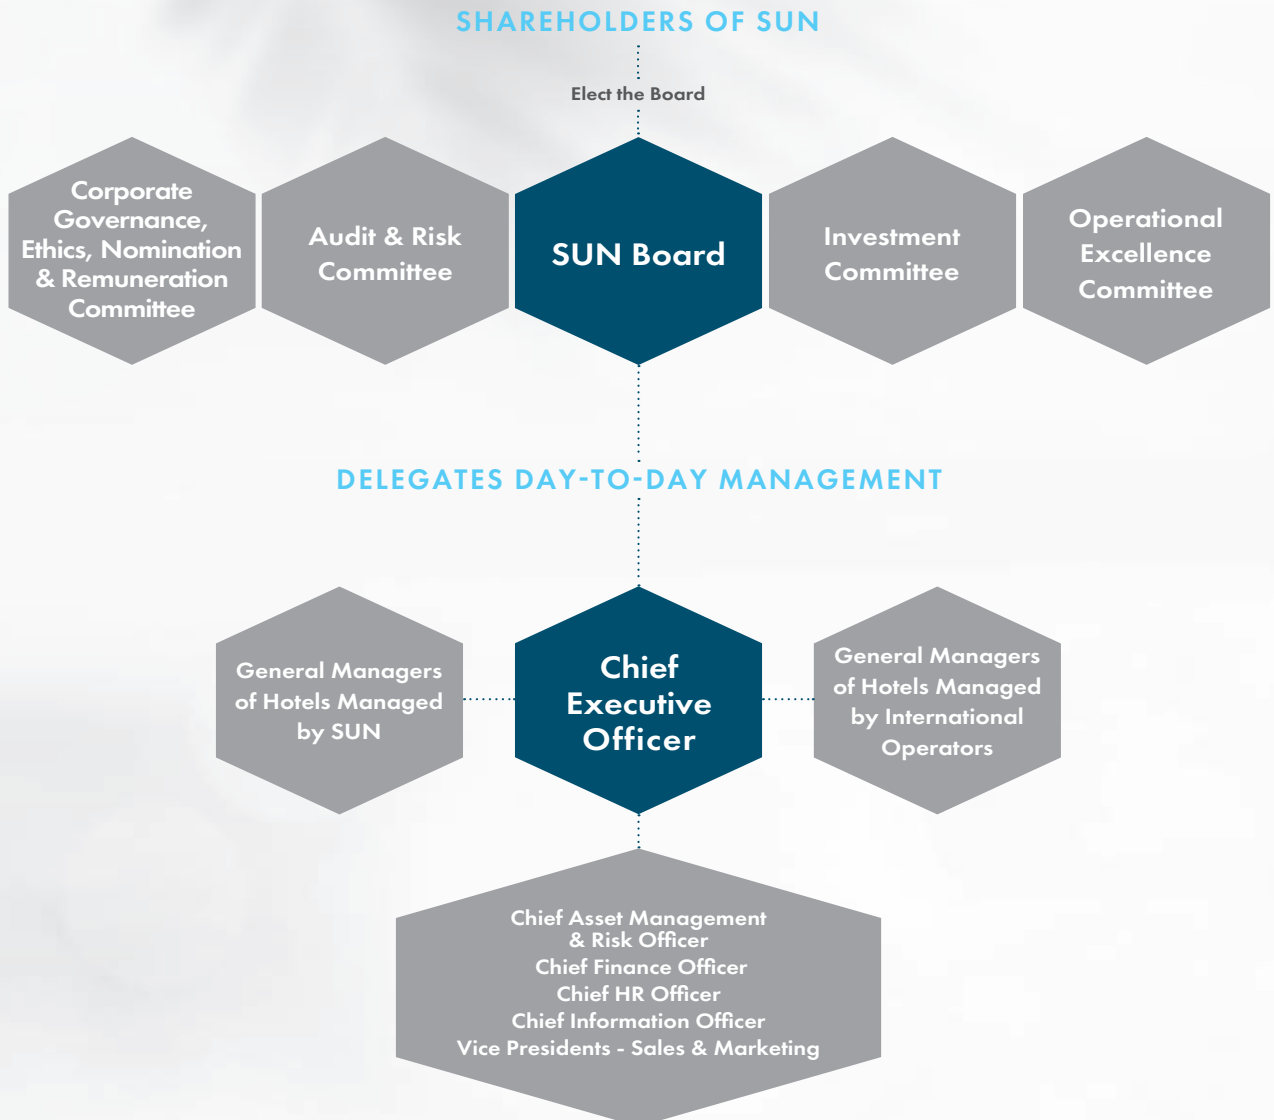 SHAREHOLDERS OF SUN
Elect the Board
Corporate
Governance,
Ethics, Nomination
& Remuneration
Committee
Audit & Risk
Committee
SUN Board
Investment
Committee
Operational
Excellence
Committee
DELEGATES DAY-TO-DAY MANAGEMENT
General Managers
of Hotels Managed
by SUN
Chief
Executive
Officer
General Managers
of Hotels Managed
by International
Operators
Chief Asset Management
& Risk Officer
Chief Finance Officer
Chief HR Officer
Chief Information Officer
Vice Presidents - Sales & Marketing